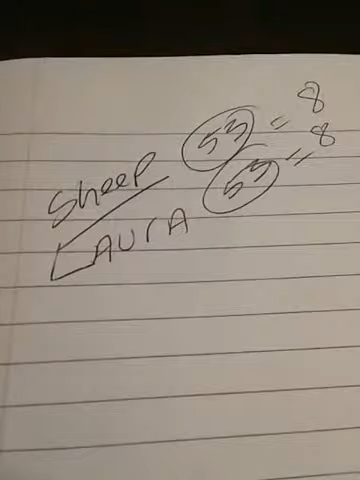 Sheep 53 = 8
LAUrA 53 = 8